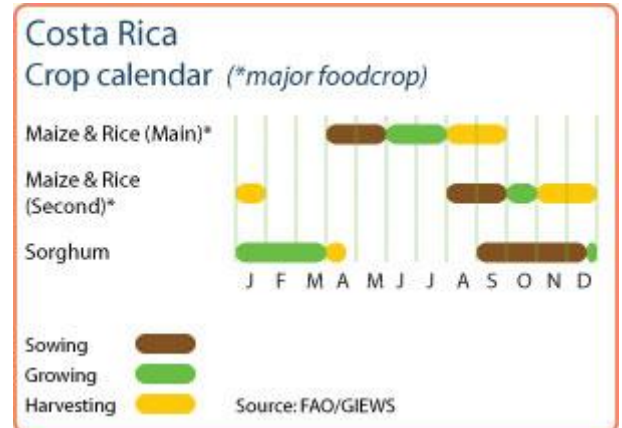 Costa Rica
Crop calendar (*major foodcrop)
Maize & Rice (Main)*
Maize & Rice
(Second)*
Sorghum
J F M A M J J A S O N D
Sowing
Growing
Harvesting
Source: FAO/GIEWS